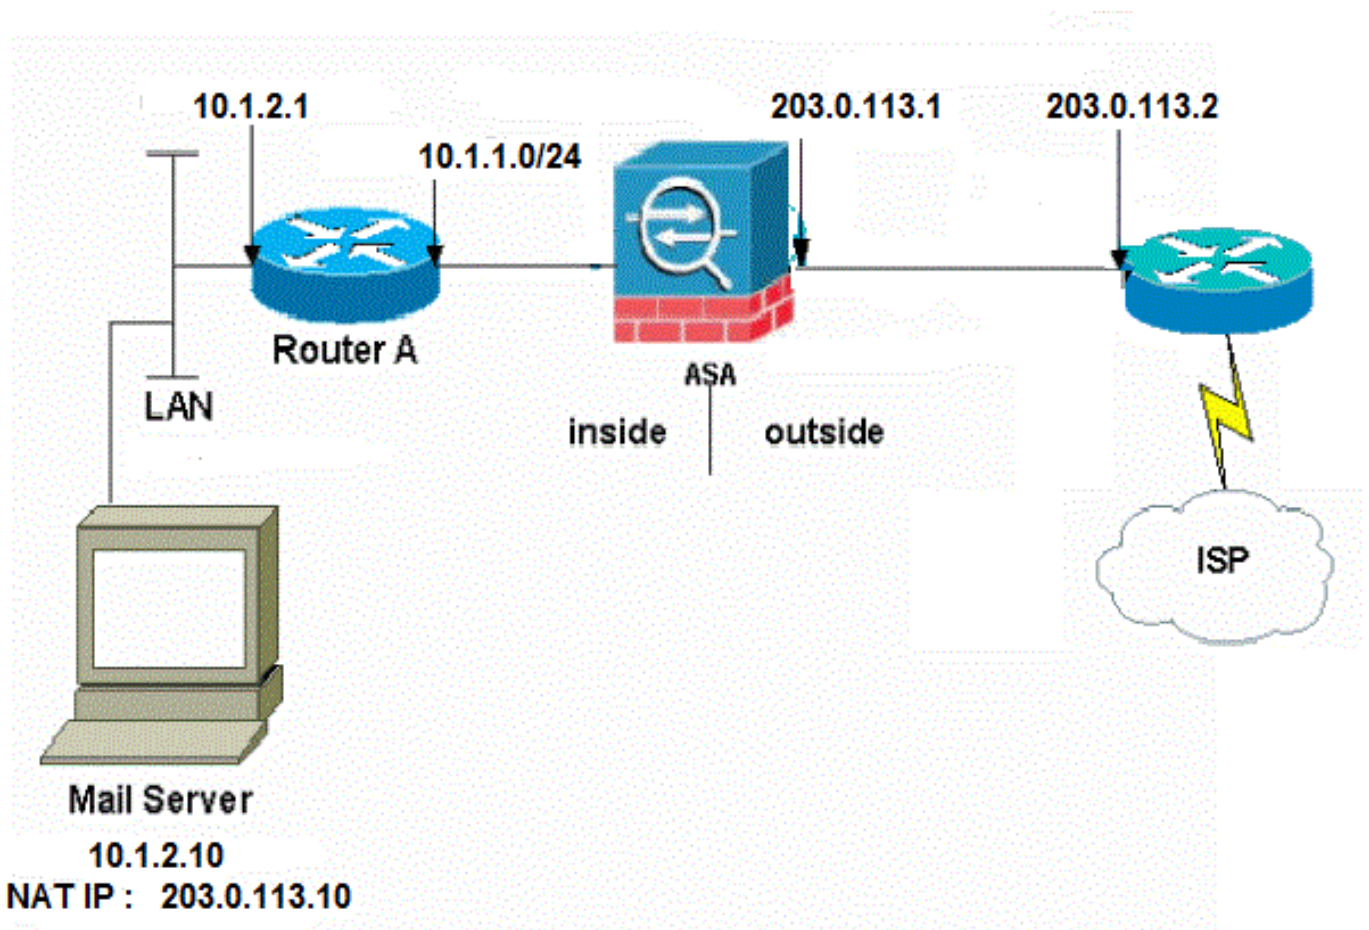 10.1.2.1
203.0.113.1
203.0.113.2
10.1.1.0/24
Router A
ASA
LAN
inside
outside
ISP
Mail Server
10.1.2.10
NAT IP : 203.0.113.10